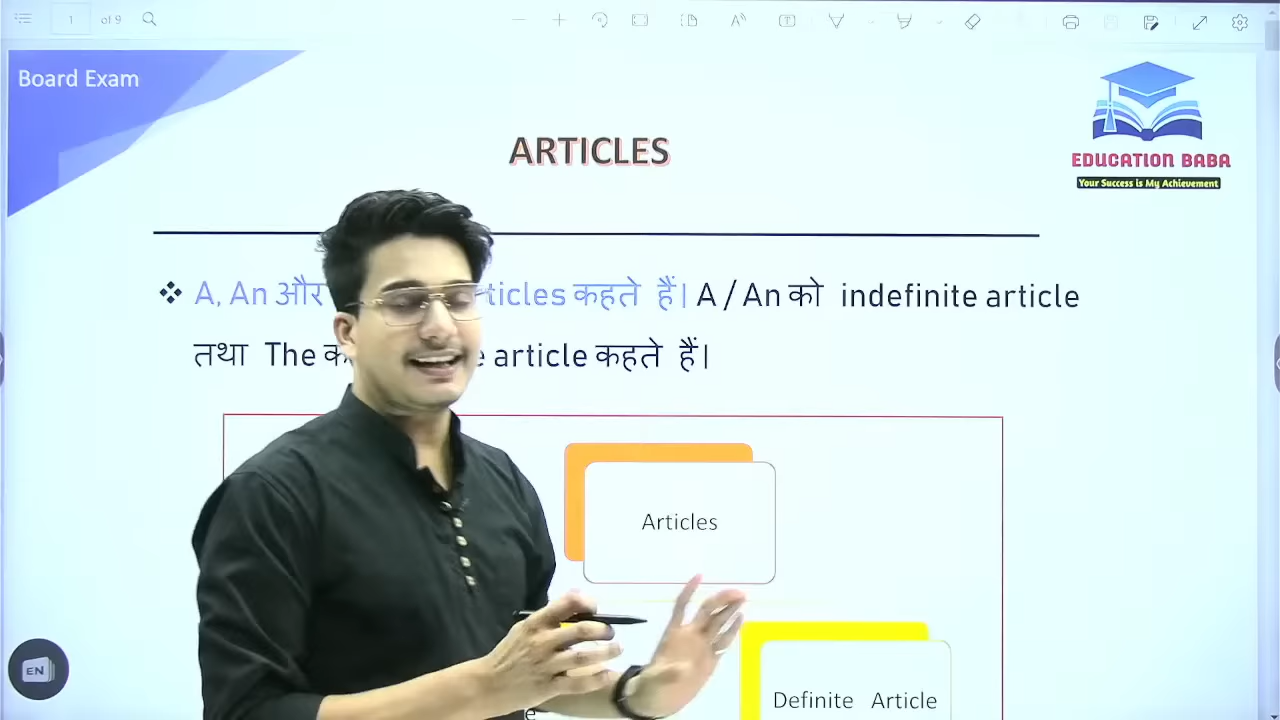 1 of 9
Board Exam
EDUCATION BABA
Your Success is My Achievement
ARTICLES
❖ A, An और कहते हैं। A / An को indefinite article
तथा The article कहते हैं।
Articles
Definite Article
EN